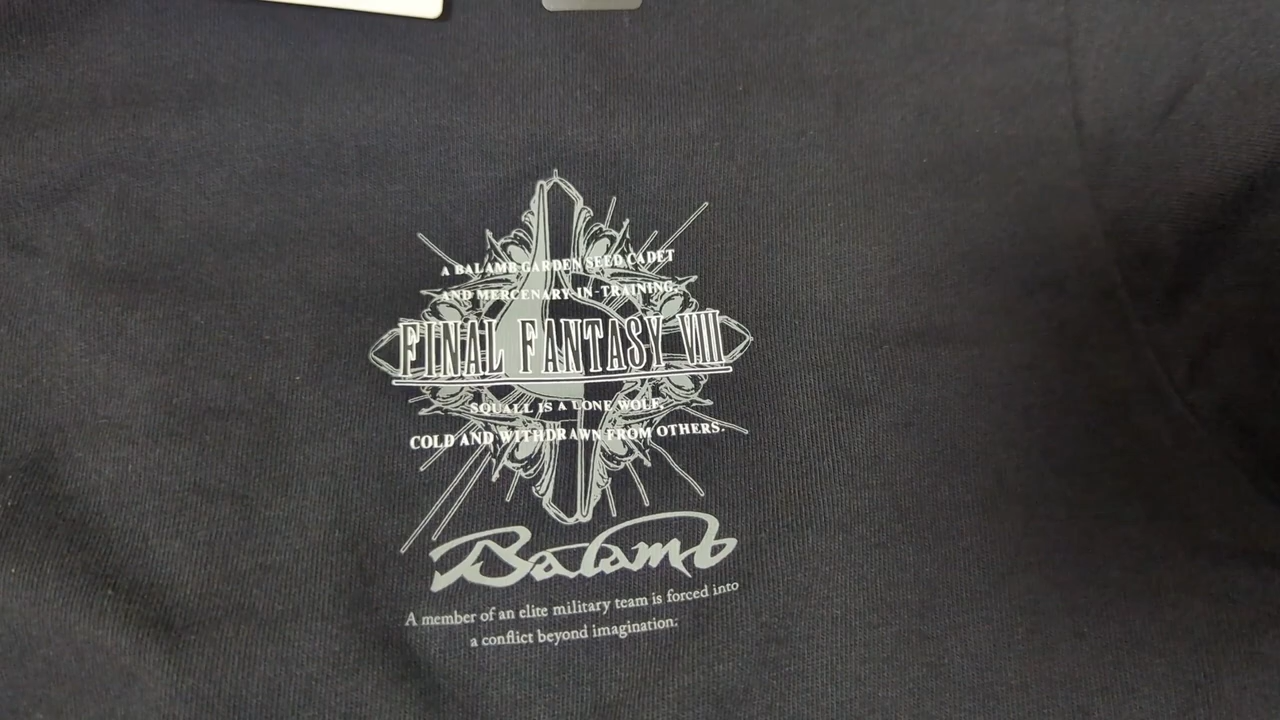 A BALAMB GARDEN SEED CADET
AND MERCENARY-IN-TRAINING,
FINAL FANTASY VIII
SQUALL IS A LONE WOLF,
COLD AND WITHDRAWN FROM OTHERS.
Balamb
A member of an elite military team is forced into
a conflict beyond imagination.